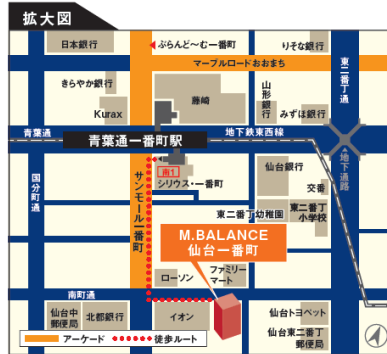 拡大図
日本銀行
ぶらんど〜む一番町
りそな銀行
マーブルロードおおまち
東二番丁通
きらやか銀行
Kurax
藤崎
山形銀行
みずほ銀行
青葉通
青葉通一番町駅
地下鉄東西線
地下通路
国分町通
サンモール一番町
南1
シリウス・一番町
仙台銀行
交番
東二番丁幼稚園
東二番丁
小学校
M.BALANCE
仙台一番町
ローソン
ファミリー
マート
南町通
仙台中
郵便局
北都銀行
イオン
仙台トヨペット
仙台東二番丁
郵便局
アーケード
徒歩ルート